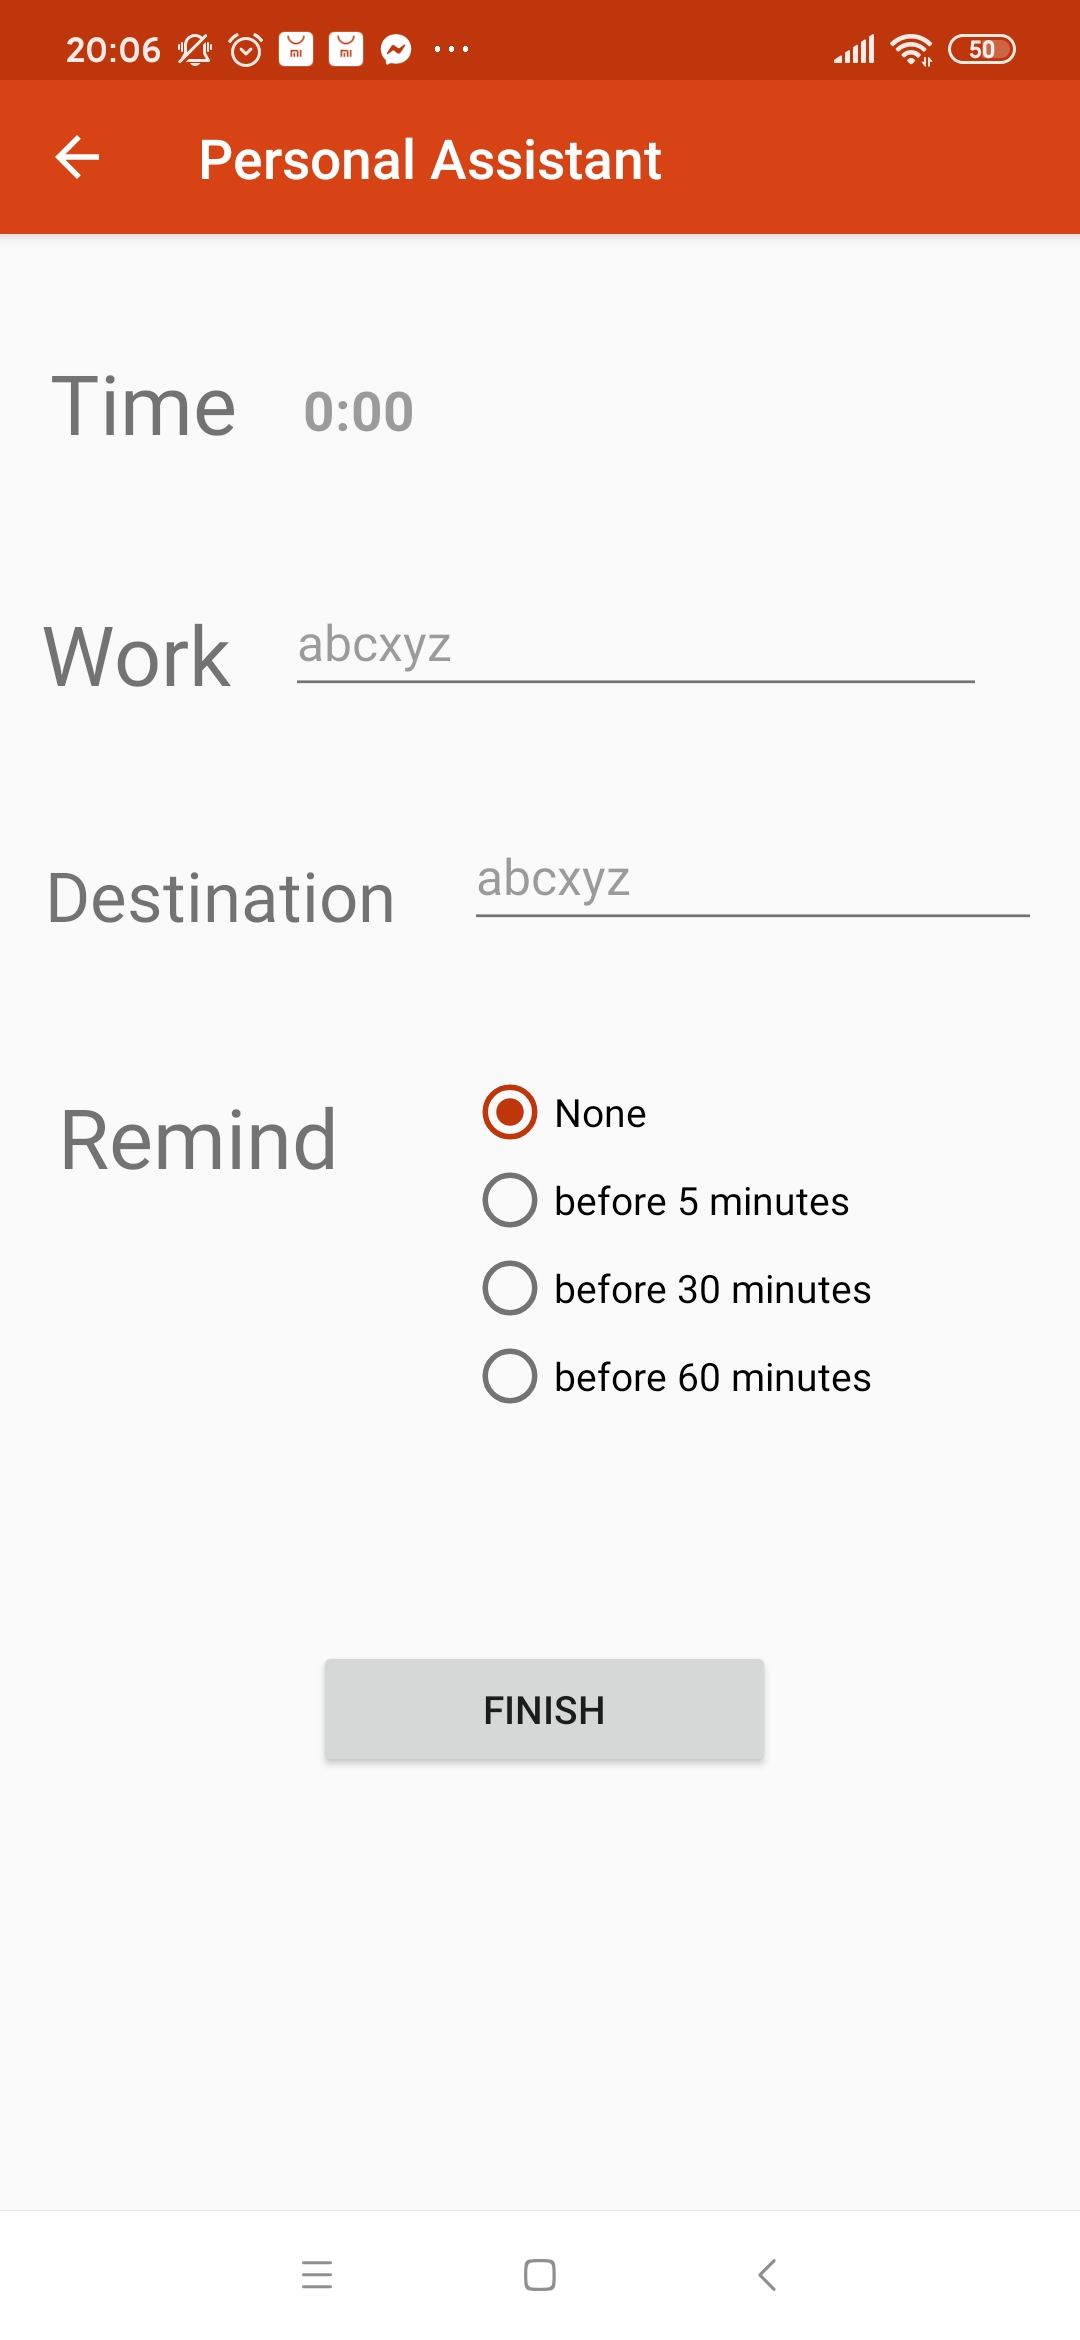 20:06 50
Personal Assistant
Time 0:00
Work abcxyz
Destination abcxyz
Remind
None
before 5 minutes
before 30 minutes
before 60 minutes
FINISH